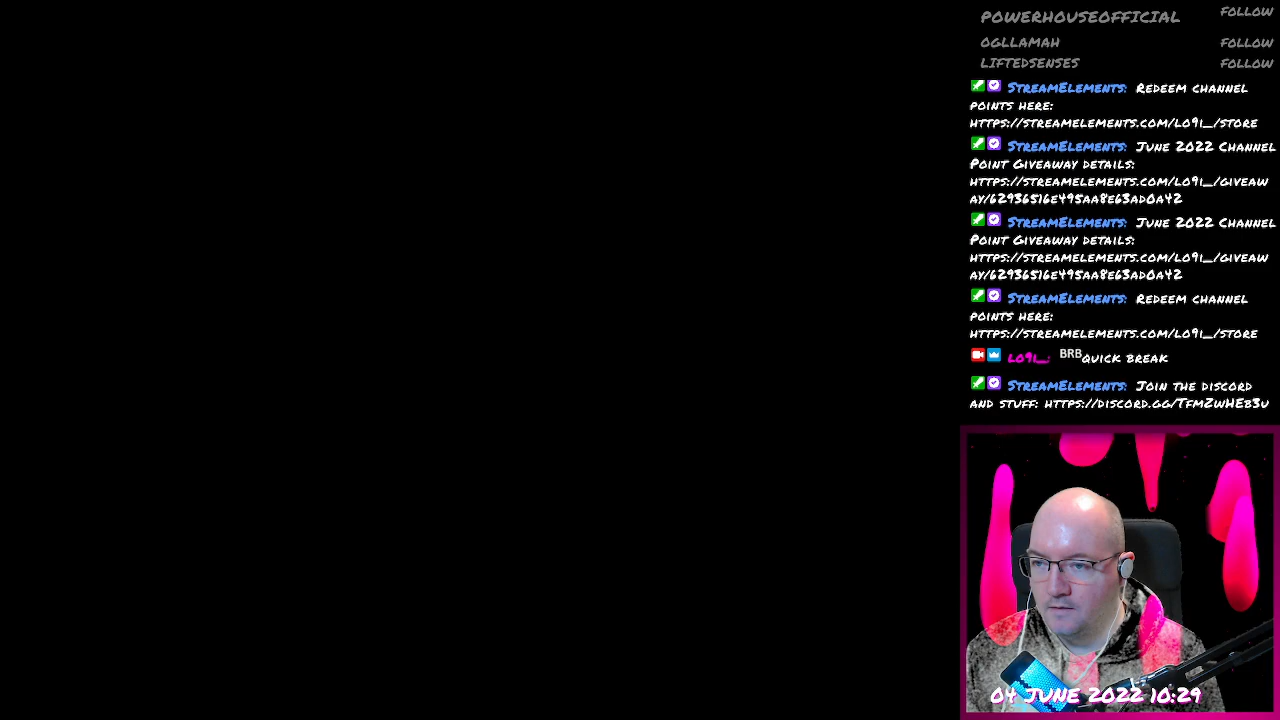 POWERHOUSEOFFICIAL FOLLOW
OGLLAMAH FOLLOW
LIFTEDSENSES FOLLOW
StreamElements: Redeem channel
points here:
https://streamelements.com/lo9i_/store
StreamElements: June 2022 Channel
Point Giveaway details:
https://streamelements.com/lo9i_/giveaw
ay/62936516e495aa8e63ad0a42
StreamElements: June 2022 Channel
Point Giveaway details:
https://streamelements.com/lo9i_/giveaw
ay/62936516e495aa8e63ad0a42
StreamElements: Redeem channel
points here:
https://streamelements.com/lo9i_/store
lo9i_: BRB quick break
StreamElements: Join the discord
and stuff: https://discord.gg/TfmZwHEb3u
04 JUNE 2022 10:29